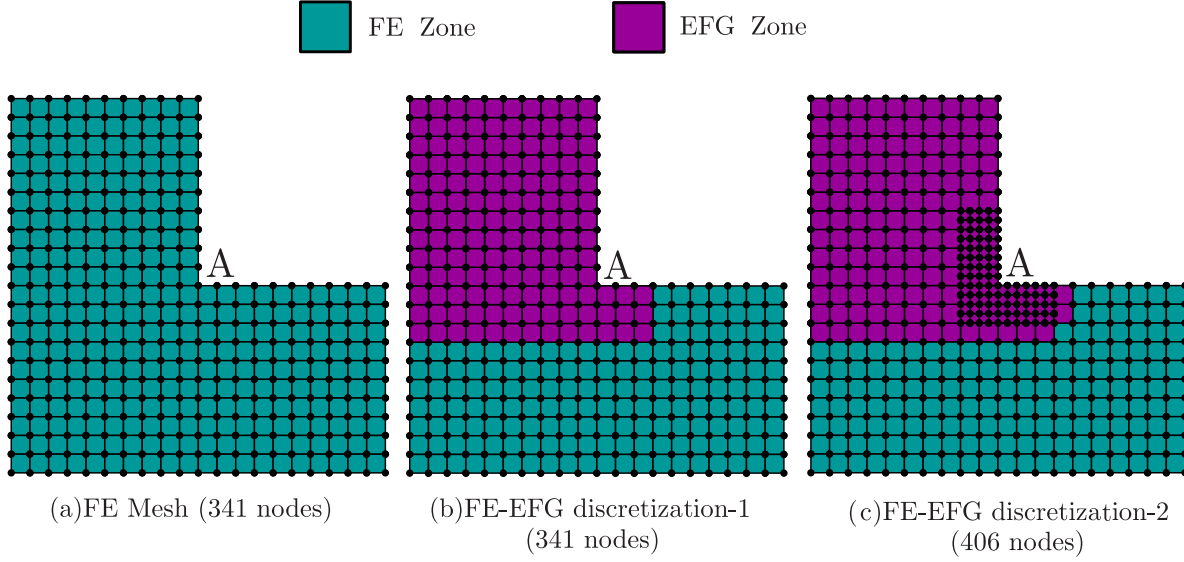 FE Zone
EFG Zone
A
A
A
(a)FE Mesh (341 nodes)
(b)FE-EFG discretization-1
(341 nodes)
(c)FE-EFG discretization-2
(406 nodes)